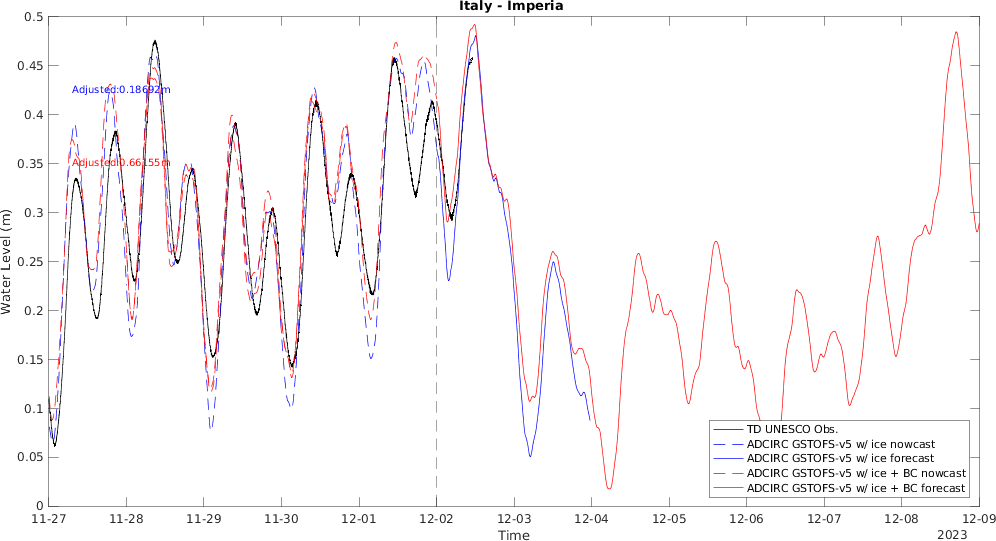 Italy - Imperia
Water Level (m)
0.5
0.45
0.4
0.35
0.3
0.25
0.2
0.15
0.1
0.05
0
Adjusted:0.18692m
Adjusted:0.66155m
TD UNESCO Obs.
ADCIRC GSTOFS-v5 w/ ice nowcast
ADCIRC GSTOFS-v5 w/ ice forecast
ADCIRC GSTOFS-v5 w/ ice + BC nowcast
ADCIRC GSTOFS-v5 w/ ice + BC forecast
11-27 11-28 11-29 11-30 12-01 12-02 12-03 12-04 12-05 12-06 12-07 12-08 12-09
Time
2023